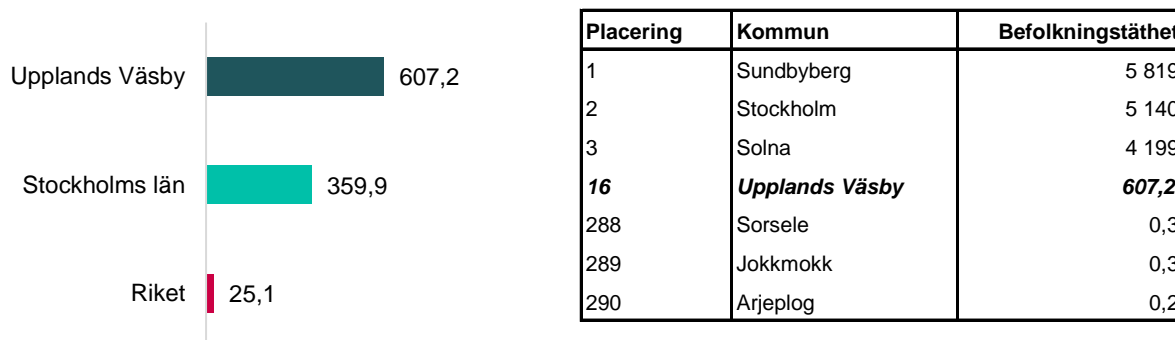 Upplands Väsby 607,2
Stockholms län 359,9
Riket 25,1
Placering Kommun Befolkningstäthet
1 Sundbyberg 5 819
2 Stockholm 5 140
3 Solna 4 199
16 Upplands Väsby 607,2
288 Sorsele 0,3
289 Jokkmokk 0,3
290 Arjeplog 0,2